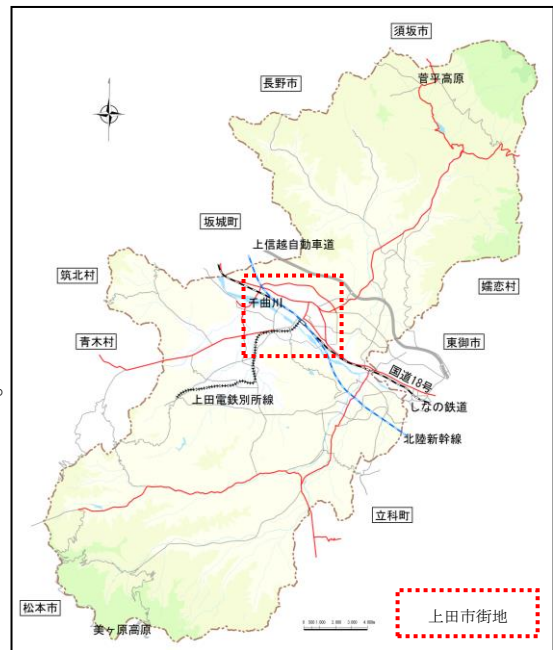 須坂市
菅平高原
長野市
坂城町
上信越自動車道
筑北村
嬬恋村
千曲川
青木村
東御市
国道18号
上田電鉄別所線
しなの鉄道
北陸新幹線
立科町
松本市
美ヶ原高原
上田市街地
。